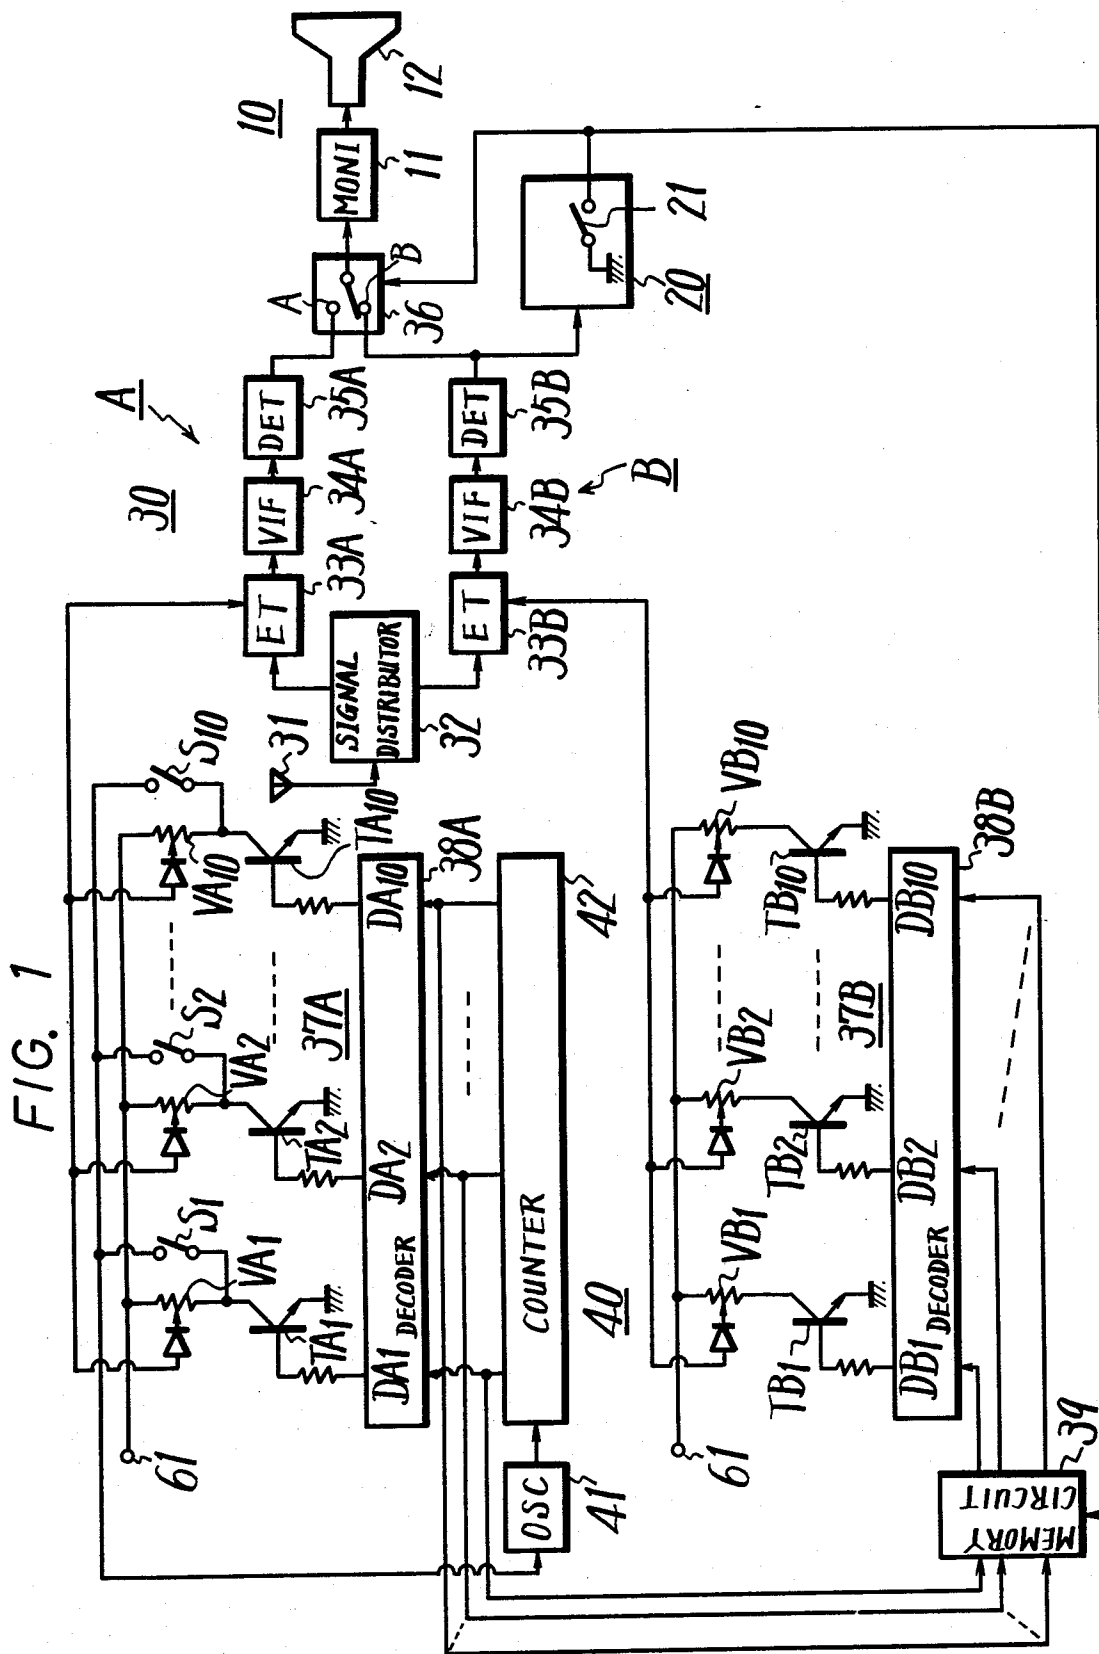 FIG. 1
10
12
MONI
11
A
B
36
21
20
A
30
DET
35A
VIF
34A
ET
33A
DET
35B
VIF
34B
B
ET
33B
SIGNAL
DISTRIBUTOR
32
31
S10
VA10
TA10
S2
VA2
TA2
37A
S1
VA1
TA1
61
DA1
DECODER
DA2
DA10
38A
COUNTER
42
40
OSC
41
VB10
TB10
VB2
TB2
37B
VB1
TB1
61
DB1
DECODER
DB2
DB10
38B
MEMORY
CIRCUIT
39